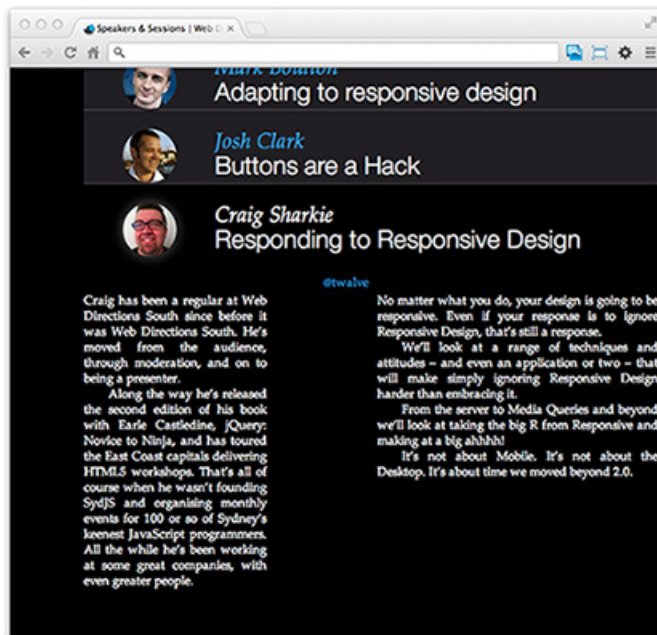 Speakers & Sessions | Web D
Mark Boulton
Adapting to responsive design
Josh Clark
Buttons are a Hack
Craig Sharkie
Responding to Responsive Design
@twalve
Craig has been a regular at Web
Directions South since before it
was Web Directions South. He's
moved from the audience,
through moderation, and on to
being a presenter.
Along the way he's released
the second edition of his book
with Earle Castledine, jQuery:
Novice to Ninja, and has toured
the East Coast capitals delivering
HTML5 workshops. That's all of
course when he wasn't founding
SydJS and organising monthly
events for 100 or so of Sydney's
keenest JavaScript programmers.
All the while he's been working
at some great companies, with
even greater people.
No matter what you do, your design is going to be
responsive. Even if your response is to ignore
Responsive Design, that's still a response.
We'll look at a range of techniques and
attitudes – and even an application or two – that
will make simply ignoring Responsive Design
harder than embracing it.
From the server to Media Queries and beyond
we'll look at taking the big R from Responsive and
making at a big ahhhh!
It's not about Mobile. It's not about the
Desktop. It's about time we moved beyond 2.0.